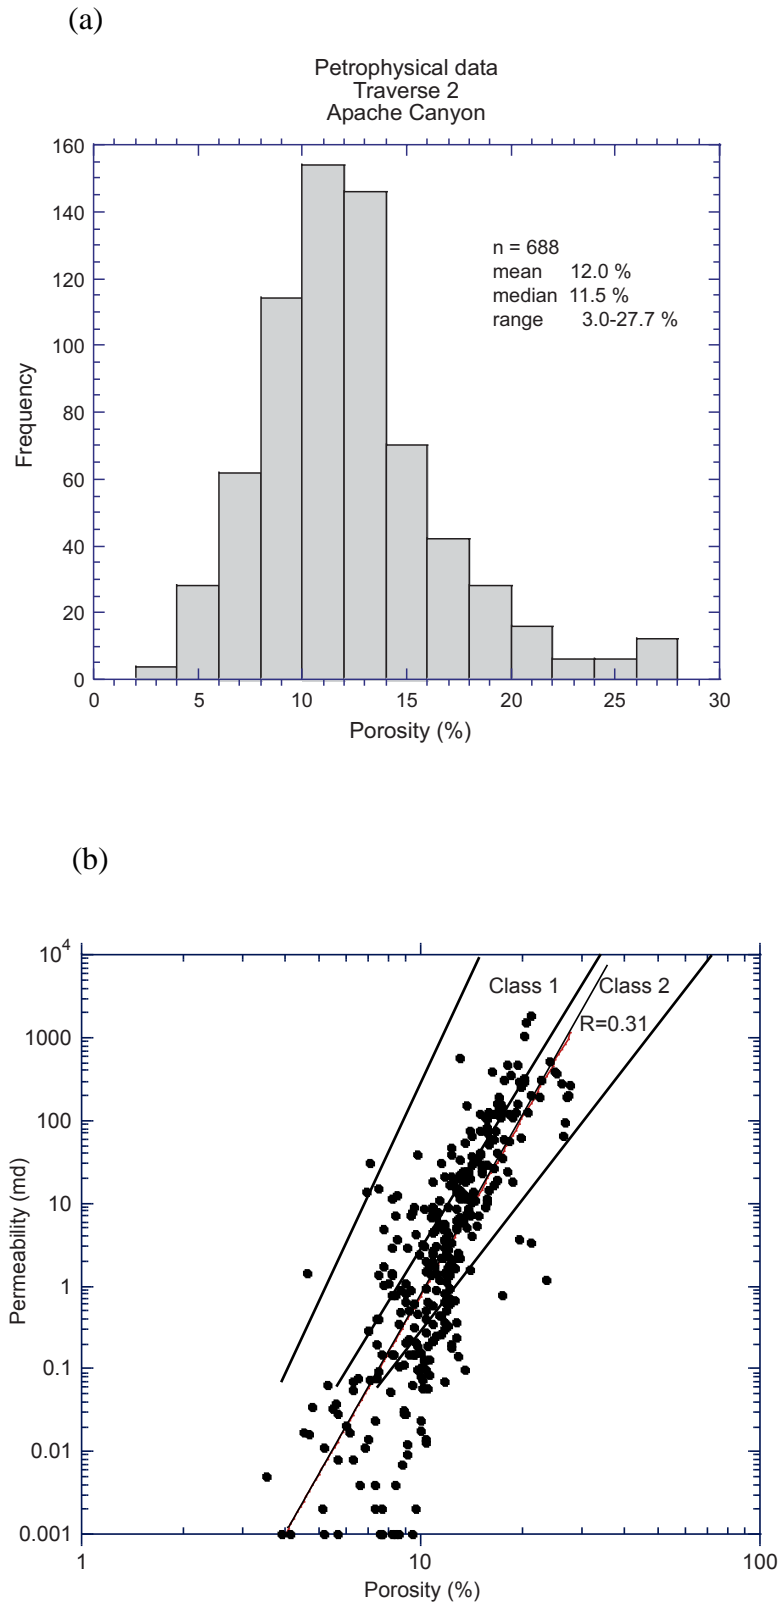 (a)
Petrophysical data
Traverse 2
Apache Canyon
160
140
120
100
80
60
40
20
0
Frequency
n = 688
mean 12.0 %
median 11.5 %
range 3.0-27.7 %
0 5 10 15 20 25 30
Porosity (%)
(b)
10⁴
1000
100
10
1
0.1
0.01
0.001
Permeability (md)
Class 1 Class 2
R=0.31
1 10 100
Porosity (%)